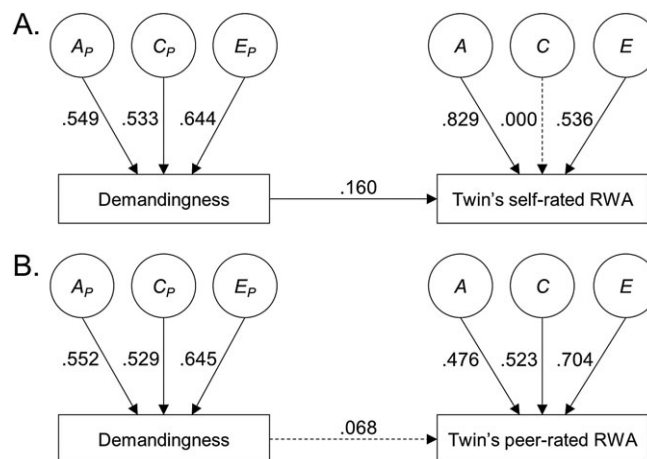 A.
A_P C_P E_P A C E
.549 .533 .644 .829 .000 .536
Demandingness .160 Twin's self-rated RWA
B.
A_P C_P E_P A C E
.552 .529 .645 .476 .523 .704
Demandingness .068 Twin's peer-rated RWA